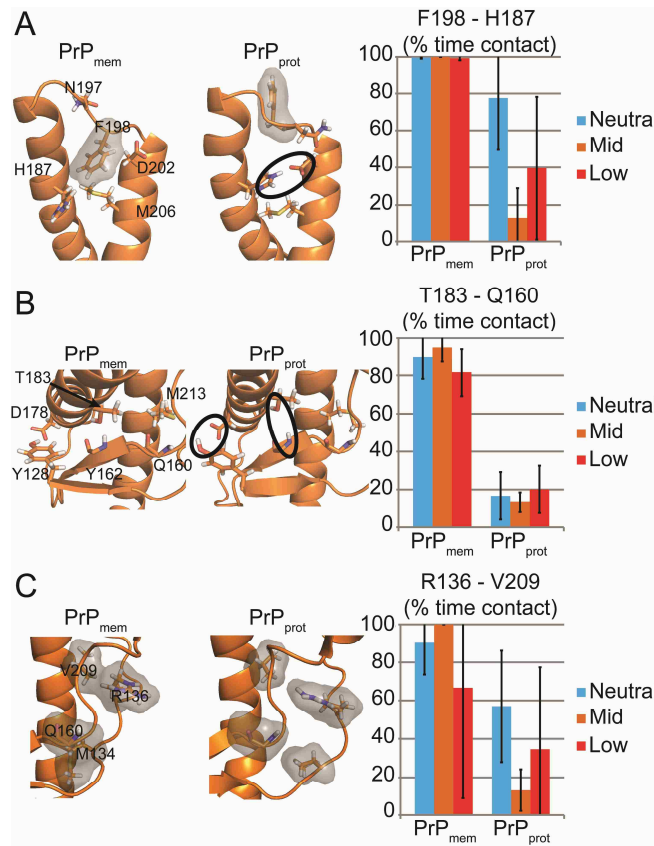 A
F198 - H187
(% time contact)
PrPmem
PrPprot
N197
F198
H187
D202
M206
100
80
60
40
20
0
PrPmem
PrPprot
Neutra
Mid
Low
B
T183 - Q160
(% time contact)
PrPmem
PrPprot
T183
M213
D178
Y128
Y162
Q160
100
80
60
40
20
0
PrPmem
PrPprot
Neutra
Mid
Low
C
R136 - V209
(% time contact)
PrPmem
PrPprot
V209
R136
Q160
M134
100
80
60
40
20
0
PrPmem
PrPprot
Neutra
Mid
Low